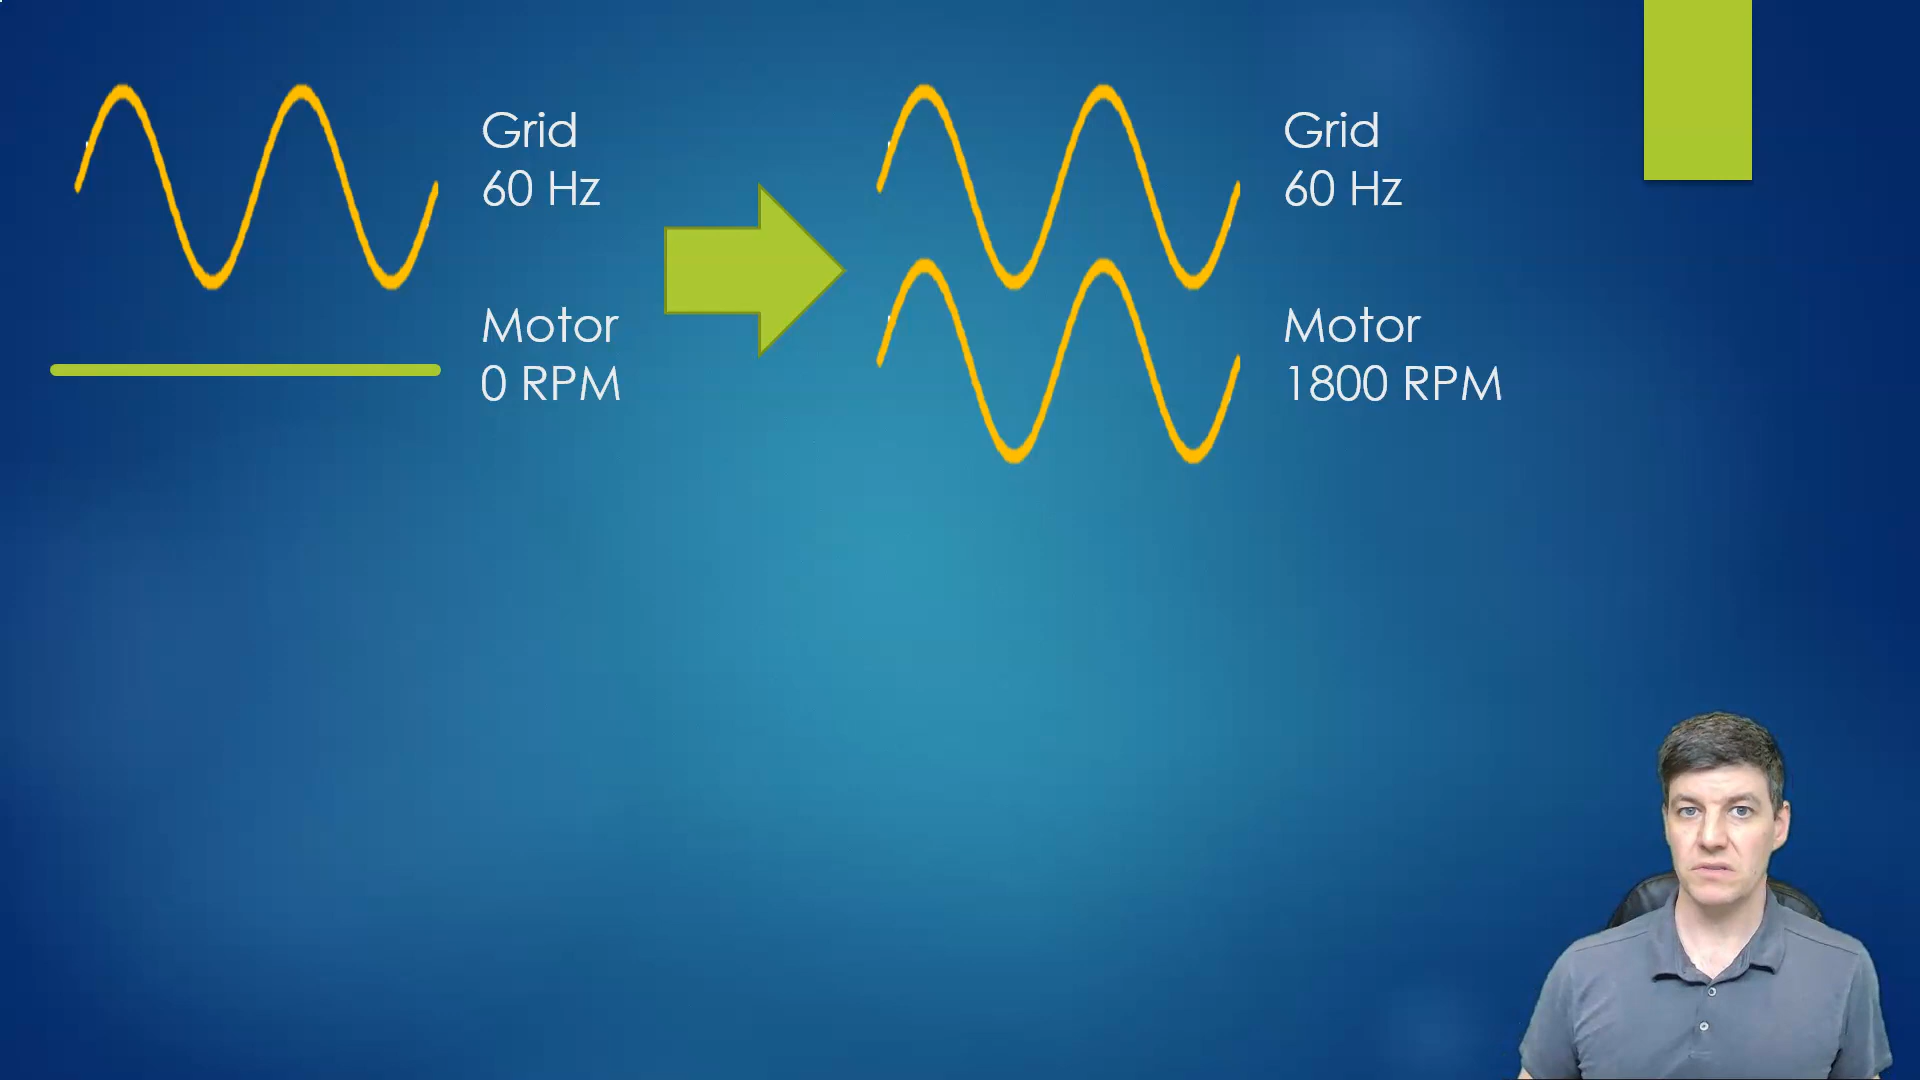 Grid
60 Hz
Motor
0 RPM
Grid
60 Hz
Motor
1800 RPM